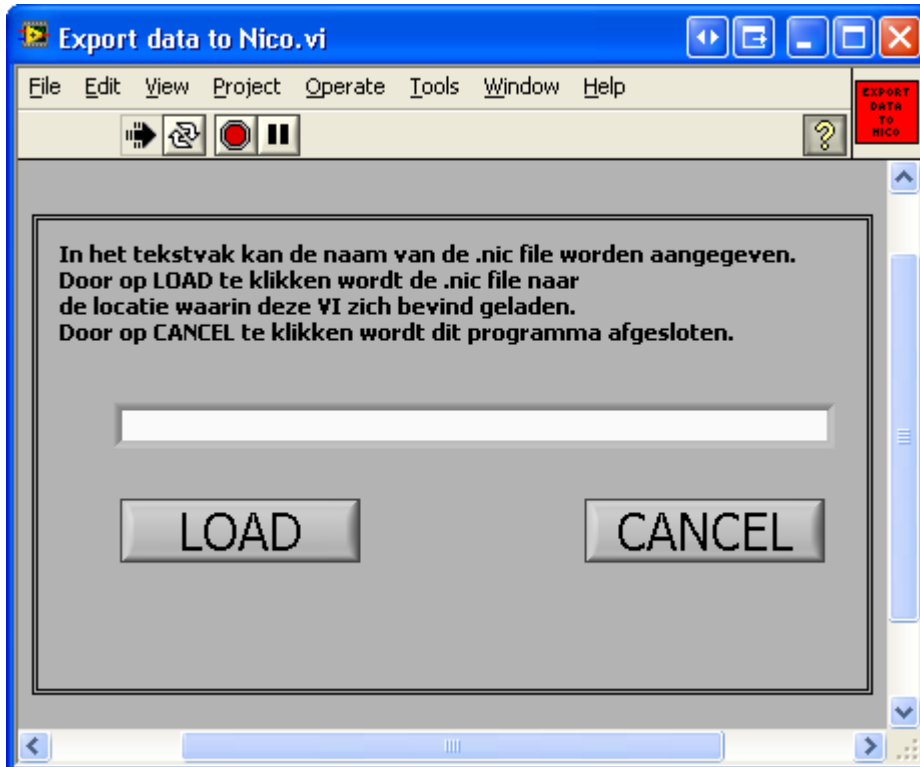 Export data to Nico.vi
File Edit View Project Operate Tools Window Help
EXPORT
DATA
TO
NICO
In het tekstvak kan de naam van de .nic file worden aangegeven.
Door op LOAD te klikken wordt de .nic file naar
de locatie waarin deze VI zich bevind geladen.
Door op CANCEL te klikken wordt dit programma afgesloten.
LOAD CANCEL